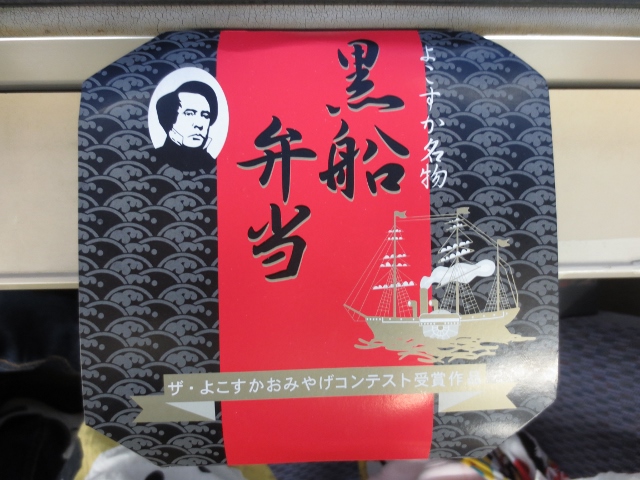 よこすか名物
黒船
弁当
ザ・よこすかおみやげコンテスト受賞作品